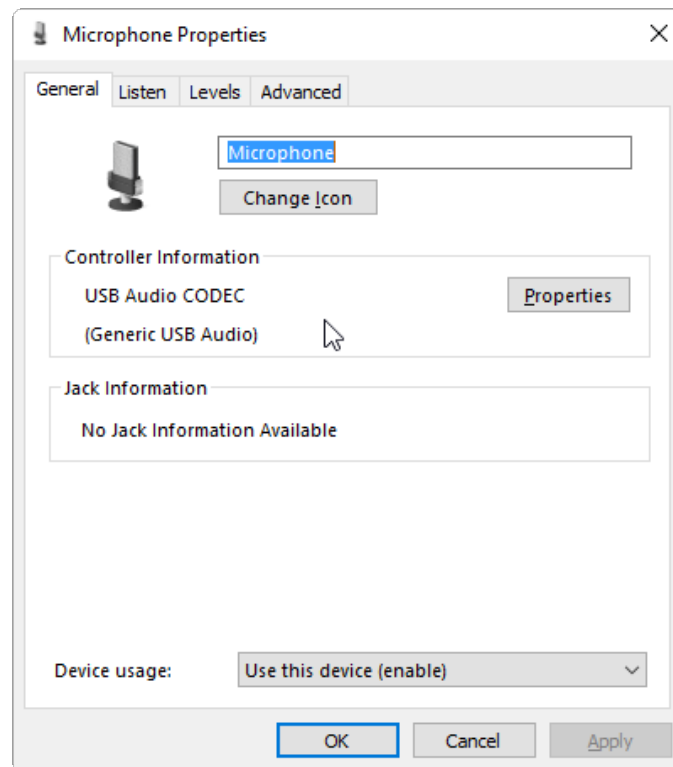 Microphone Properties
General Listen Levels Advanced
Microphone
Change Icon
Controller Information
USB Audio CODEC
Properties
(Generic USB Audio)
Jack Information
No Jack Information Available
Device usage: Use this device (enable)
OK Cancel Apply